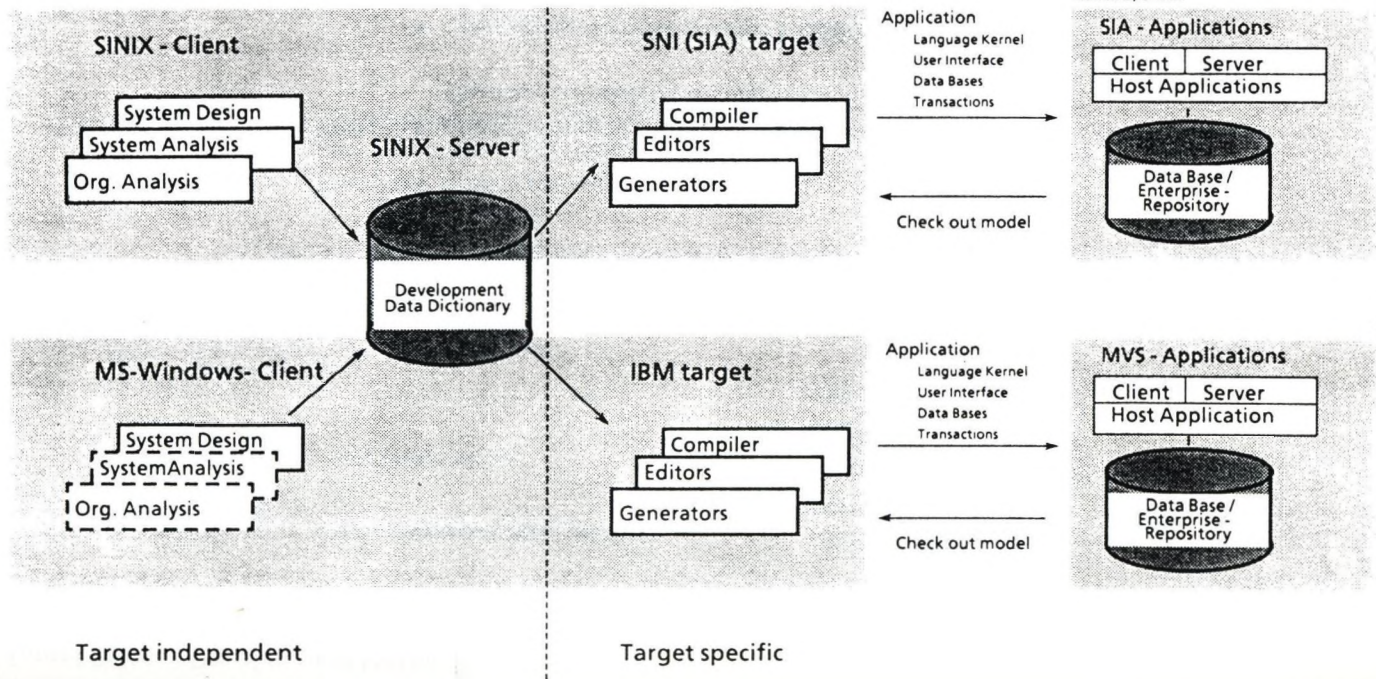 SINIX - Client
System Design
System Analysis
Org. Analysis
SINIX - Server
Development
Data Dictionary
MS-Windows- Client
System Design
SystemAnalysis
Org. Analysis
Target independent
SNI (SIA) target
Compiler
Editors
Generators
IBM target
Compiler
Editors
Generators
Target specific
Application
Language Kernel
User Interface
Data Bases
Transactions
Check out model
Application
Language Kernel
User Interface
Data Bases
Transactions
Check out model
SIA - Applications
Client Server
Host Applications
Data Base /
Enterprise -
Repository
MVS - Applications
Client Server
Host Application
Data Base /
Enterprise -
Repository